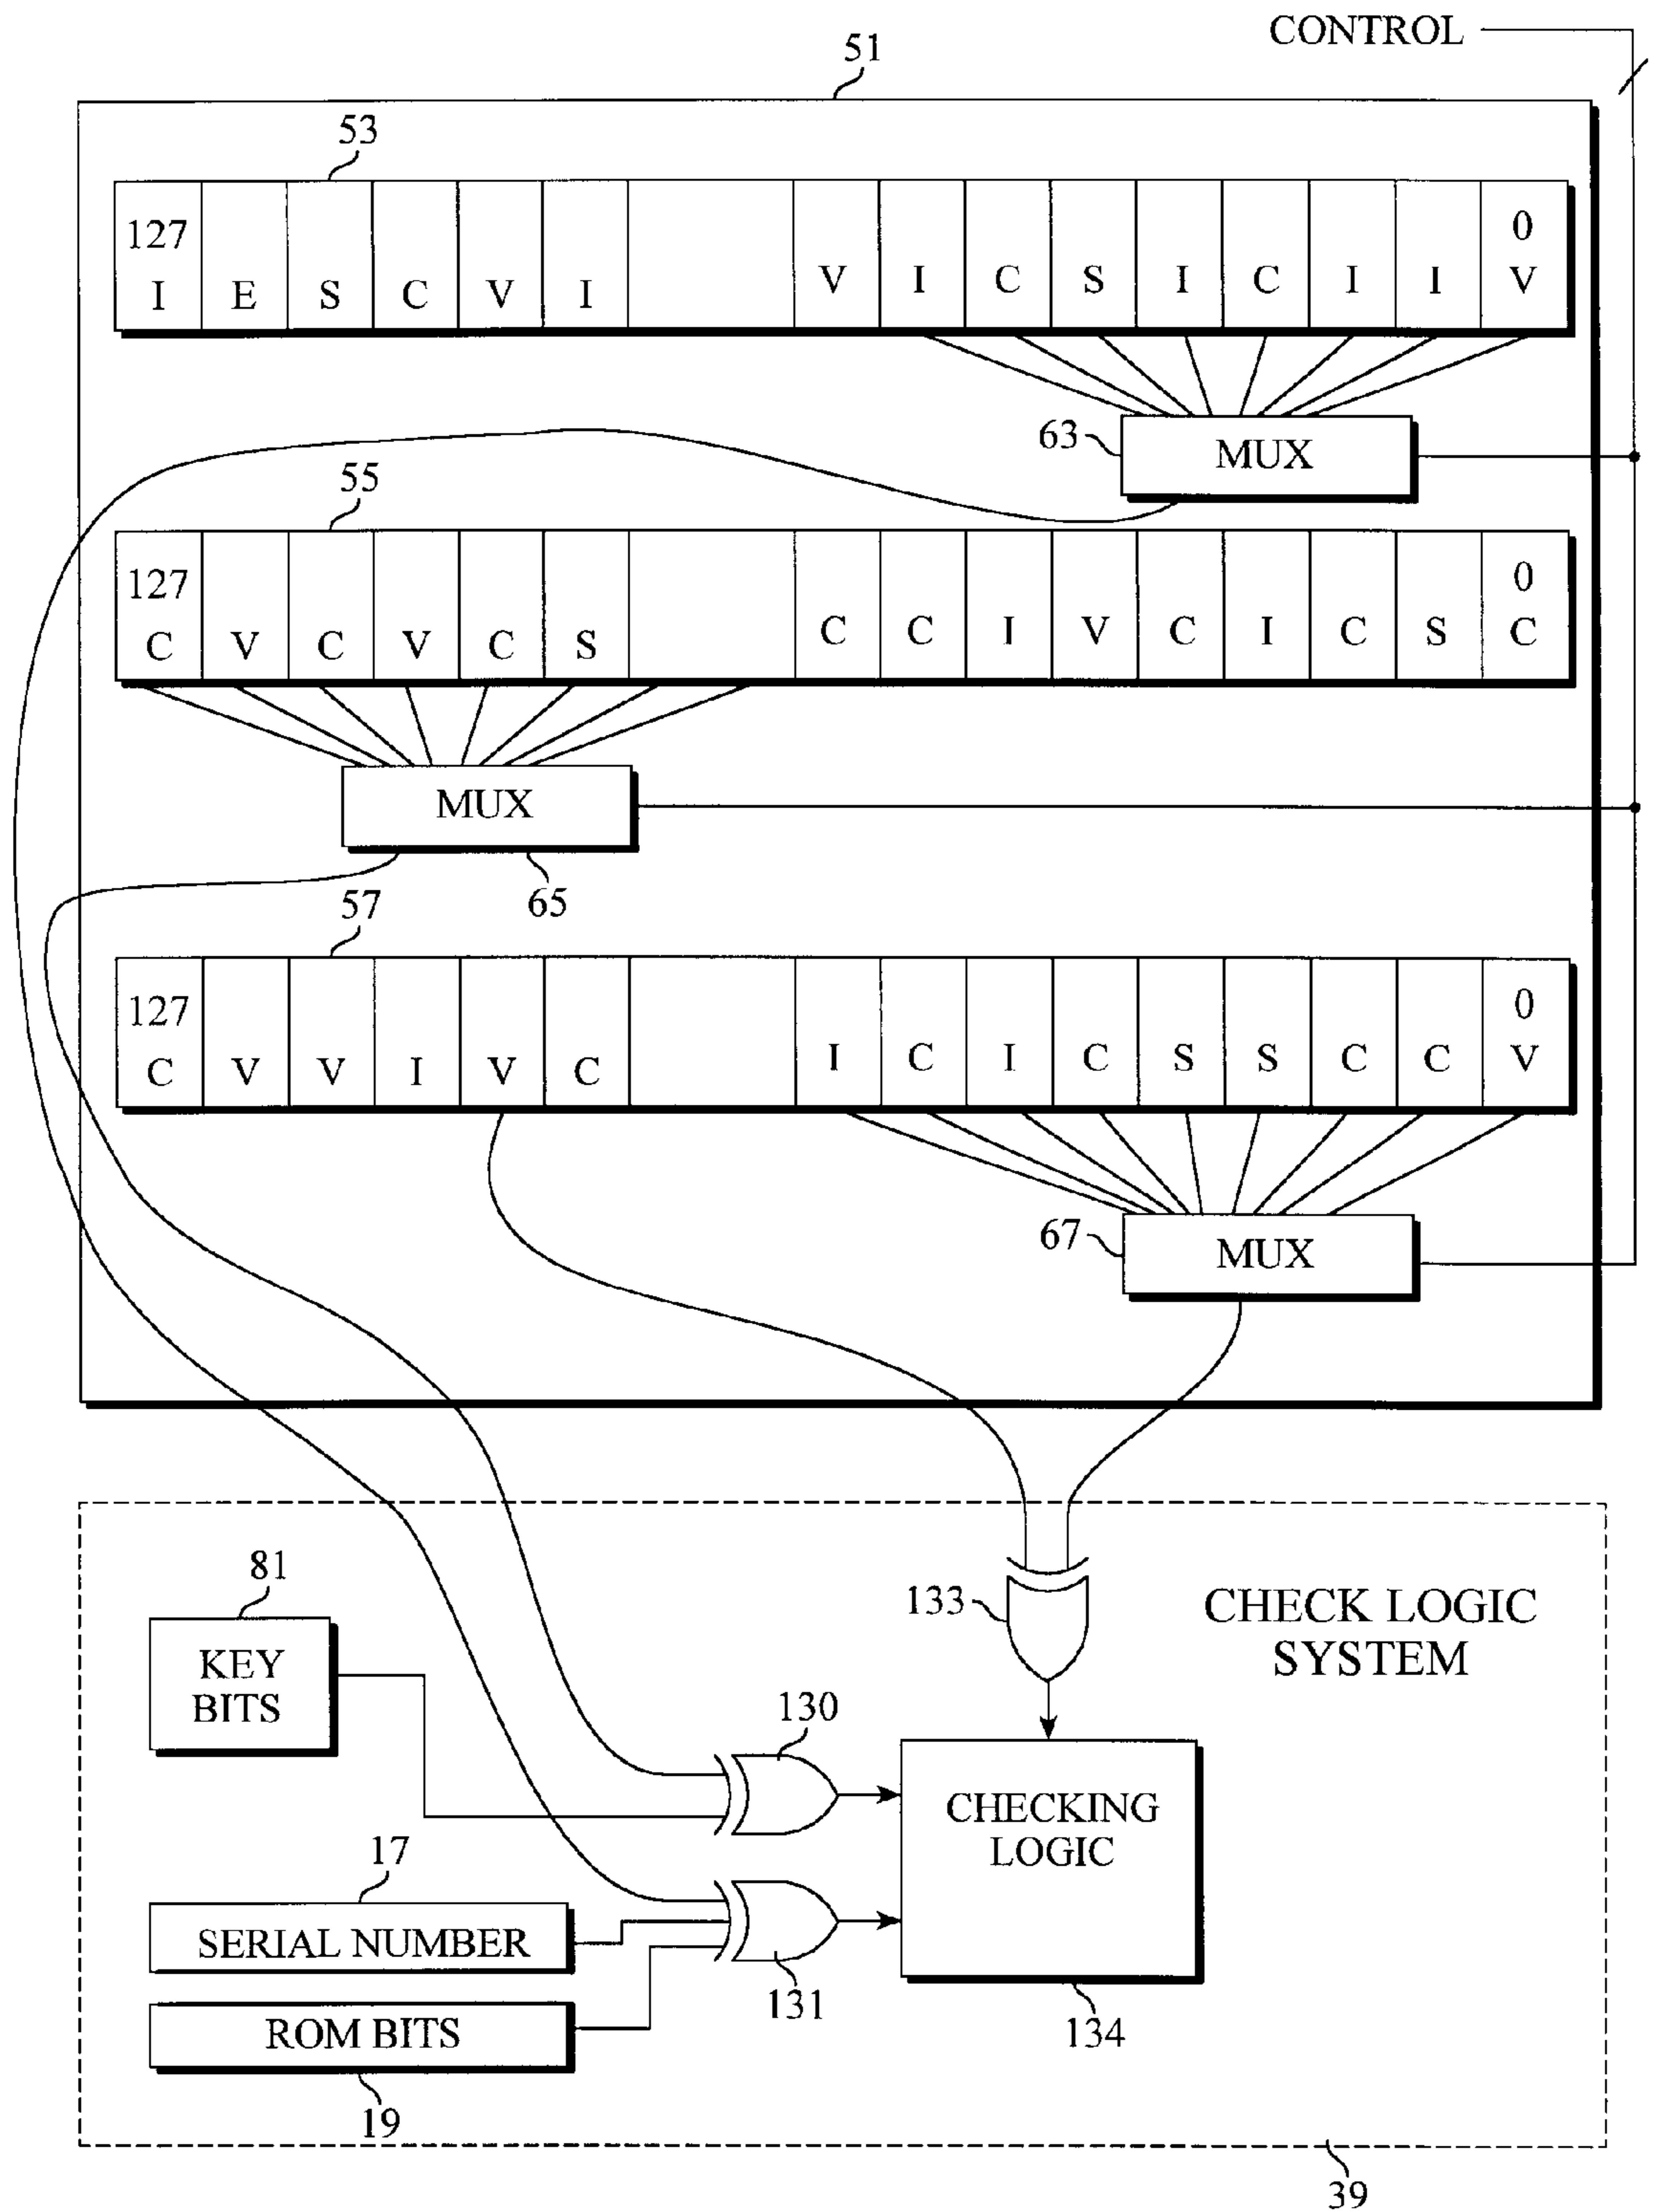 CONTROL
51
53
127 0
I E S C V I V I C S I C I I V
63 MUX
55
127 0
C V C V C S C C I V C I C S C
MUX
65
57
127 0
C V V I V C I C I C S S C C V
67 MUX
81
KEY
BITS
133
CHECK LOGIC
SYSTEM
130
CHECKING
LOGIC
17
SERIAL NUMBER
131
134
ROM BITS
19
39